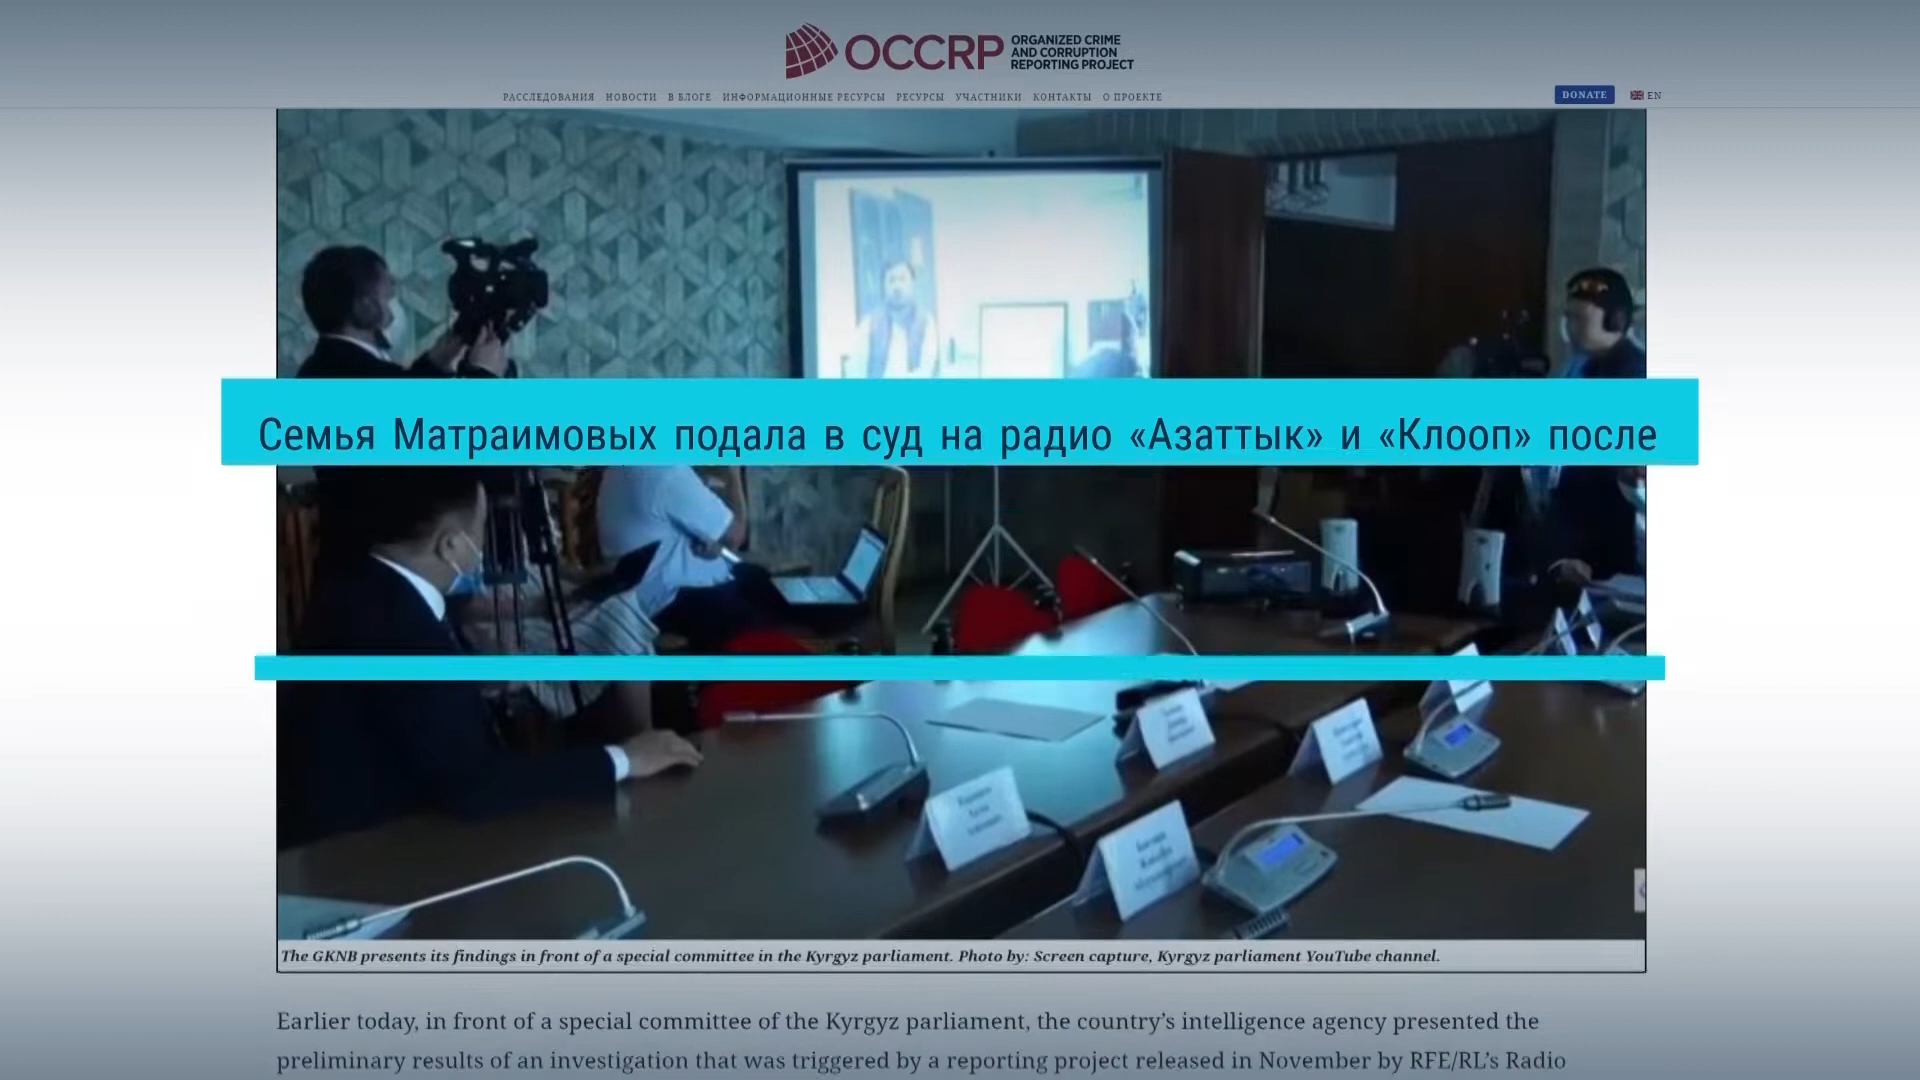 OCCRP
ORGANIZED CRIME
AND CORRUPTION
REPORTING PROJECT
РАССЛЕДОВАНИЯ НОВОСТИ В БЛОГЕ ИНФОРМАЦИОННЫЕ РЕСУРСЫ РЕСУРСЫ УЧАСТНИКИ КОНТАКТЫ О ПРОЕКТЕ
DONATE EN
Семья Матраимовых подала в суд на радио «Азаттык» и «Клооп» после
The GKNB presents its findings in front of a special committee in the Kyrgyz parliament. Photo by: Screen capture, Kyrgyz parliament YouTube channel.
Earlier today, in front of a special committee of the Kyrgyz parliament, the country’s intelligence agency presented the
preliminary results of an investigation that was triggered by a reporting project released in November by RFE/RL’s Radio